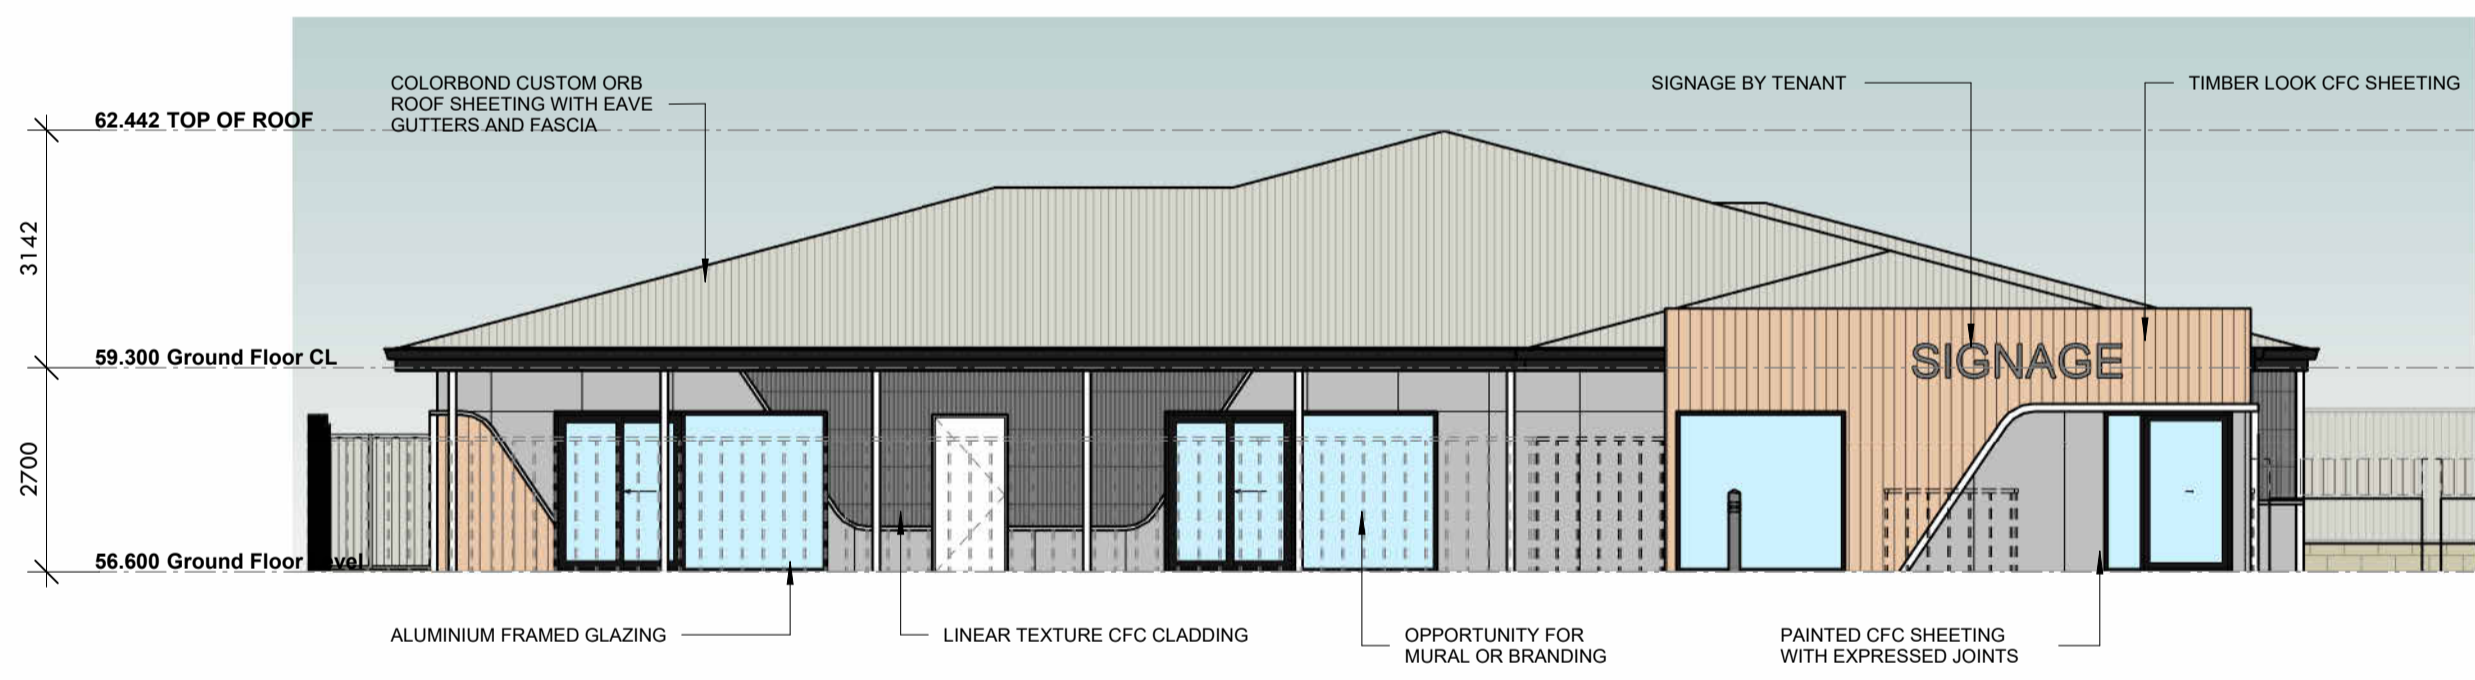 COLORBOND CUSTOM ORB
ROOF SHEETING WITH EAVE
GUTTERS AND FASCIA
SIGNAGE BY TENANT
TIMBER LOOK CFC SHEETING
62.442 TOP OF ROOF
3142
59.300 Ground Floor CL
SIGNAGE
2700
56.600 Ground Floor Level
ALUMINIUM FRAMED GLAZING
LINEAR TEXTURE CFC CLADDING
OPPORTUNITY FOR
MURAL OR BRANDING
PAINTED CFC SHEETING
WITH EXPRESSED JOINTS